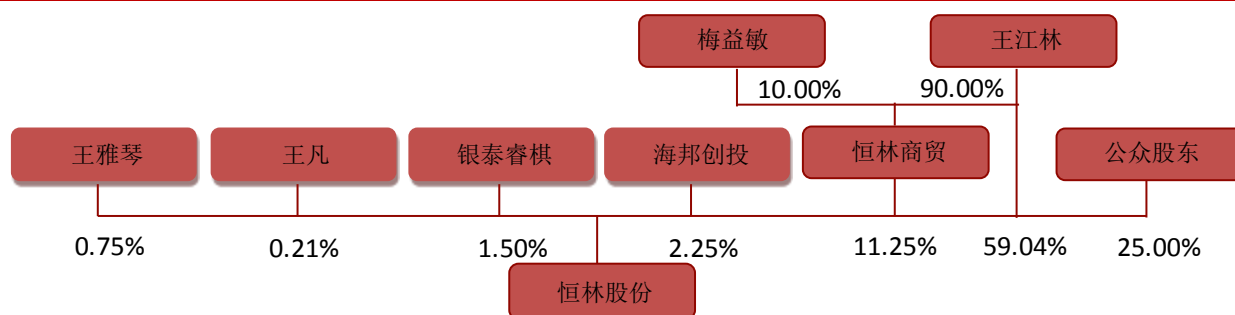 梅益敏
王江林
10.00%
90.00%
王雅琴
王凡
银泰睿棋
海邦创投
恒林商贸
公众股东
0.75%
0.21%
1.50%
2.25%
11.25%
59.04%
25.00%
恒林股份